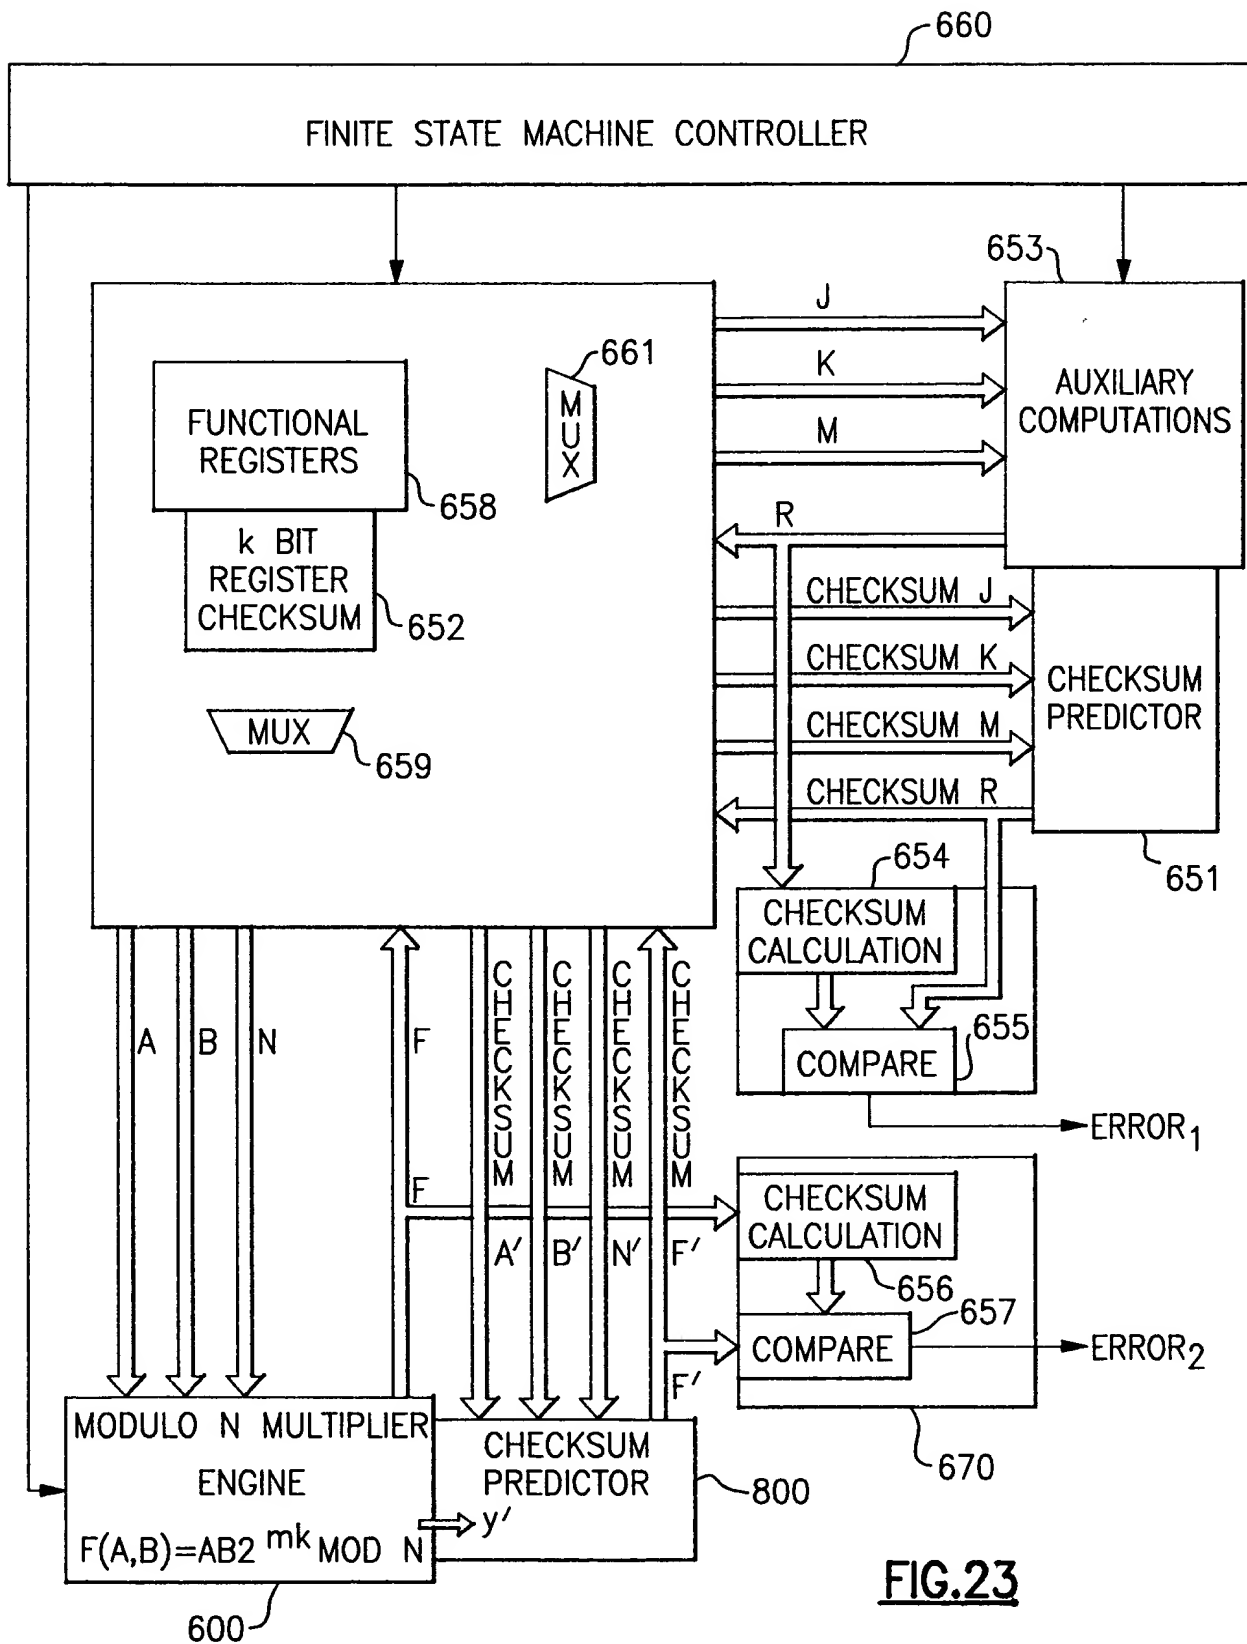 660
FINITE STATE MACHINE CONTROLLER
653
J
661
K
MUX
AUXILIARY
COMPUTATIONS
FUNCTIONAL
REGISTERS
M
658
R
k BIT
REGISTER
CHECKSUM
652
CHECKSUM J
CHECKSUM K
CHECKSUM
PREDICTOR
CHECKSUM M
MUX
659
CHECKSUM R
654
651
CHECKSUM
CALCULATION
A
B
N
F
CHECKSUM
CHECKSUM
CHECKSUM
CHECKSUM
655
COMPARE
ERROR1
F
CHECKSUM
CALCULATION
A′
B′
N′
F′
656
657
COMPARE
ERROR2
F′
MODULO N MULTIPLIER
ENGINE
CHECKSUM
PREDICTOR
670
800
y′
F(A,B)=AB2 mk MOD N
600
FIG.23